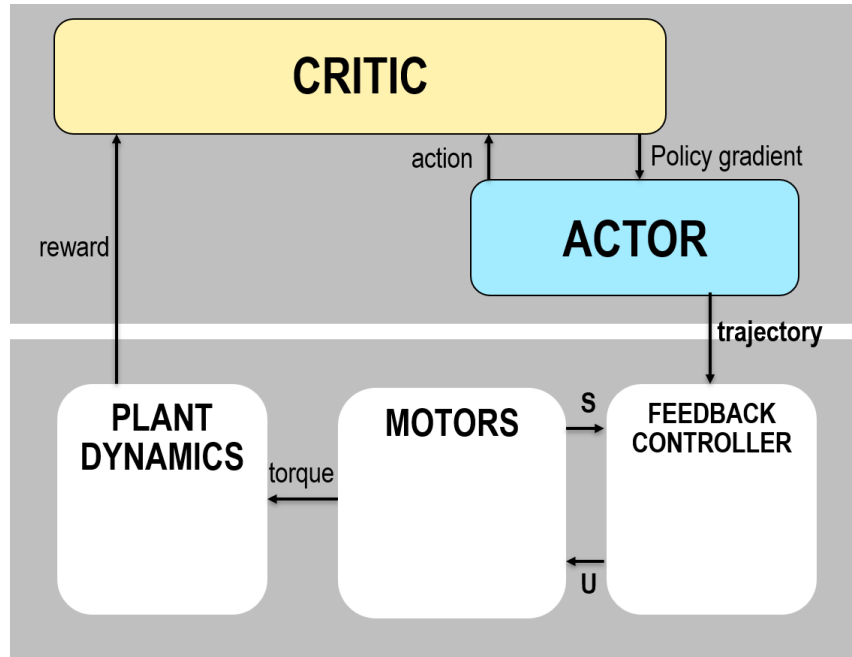 CRITIC
action
Policy gradient
reward
ACTOR
trajectory
PLANT
DYNAMICS
MOTORS
S
FEEDBACK
CONTROLLER
torque
U